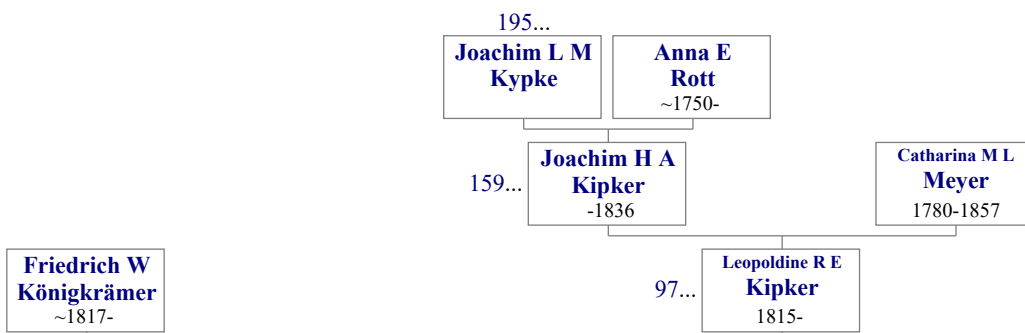 195...
Joachim L M
Kypke
Anna E
Rott
~1750-
159...
Joachim H A
Kipker
-1836
Catharina M L
Meyer
1780-1857
Friedrich W
Königkrämer
~1817-
97...
Leopoldine R E
Kipker
1815-